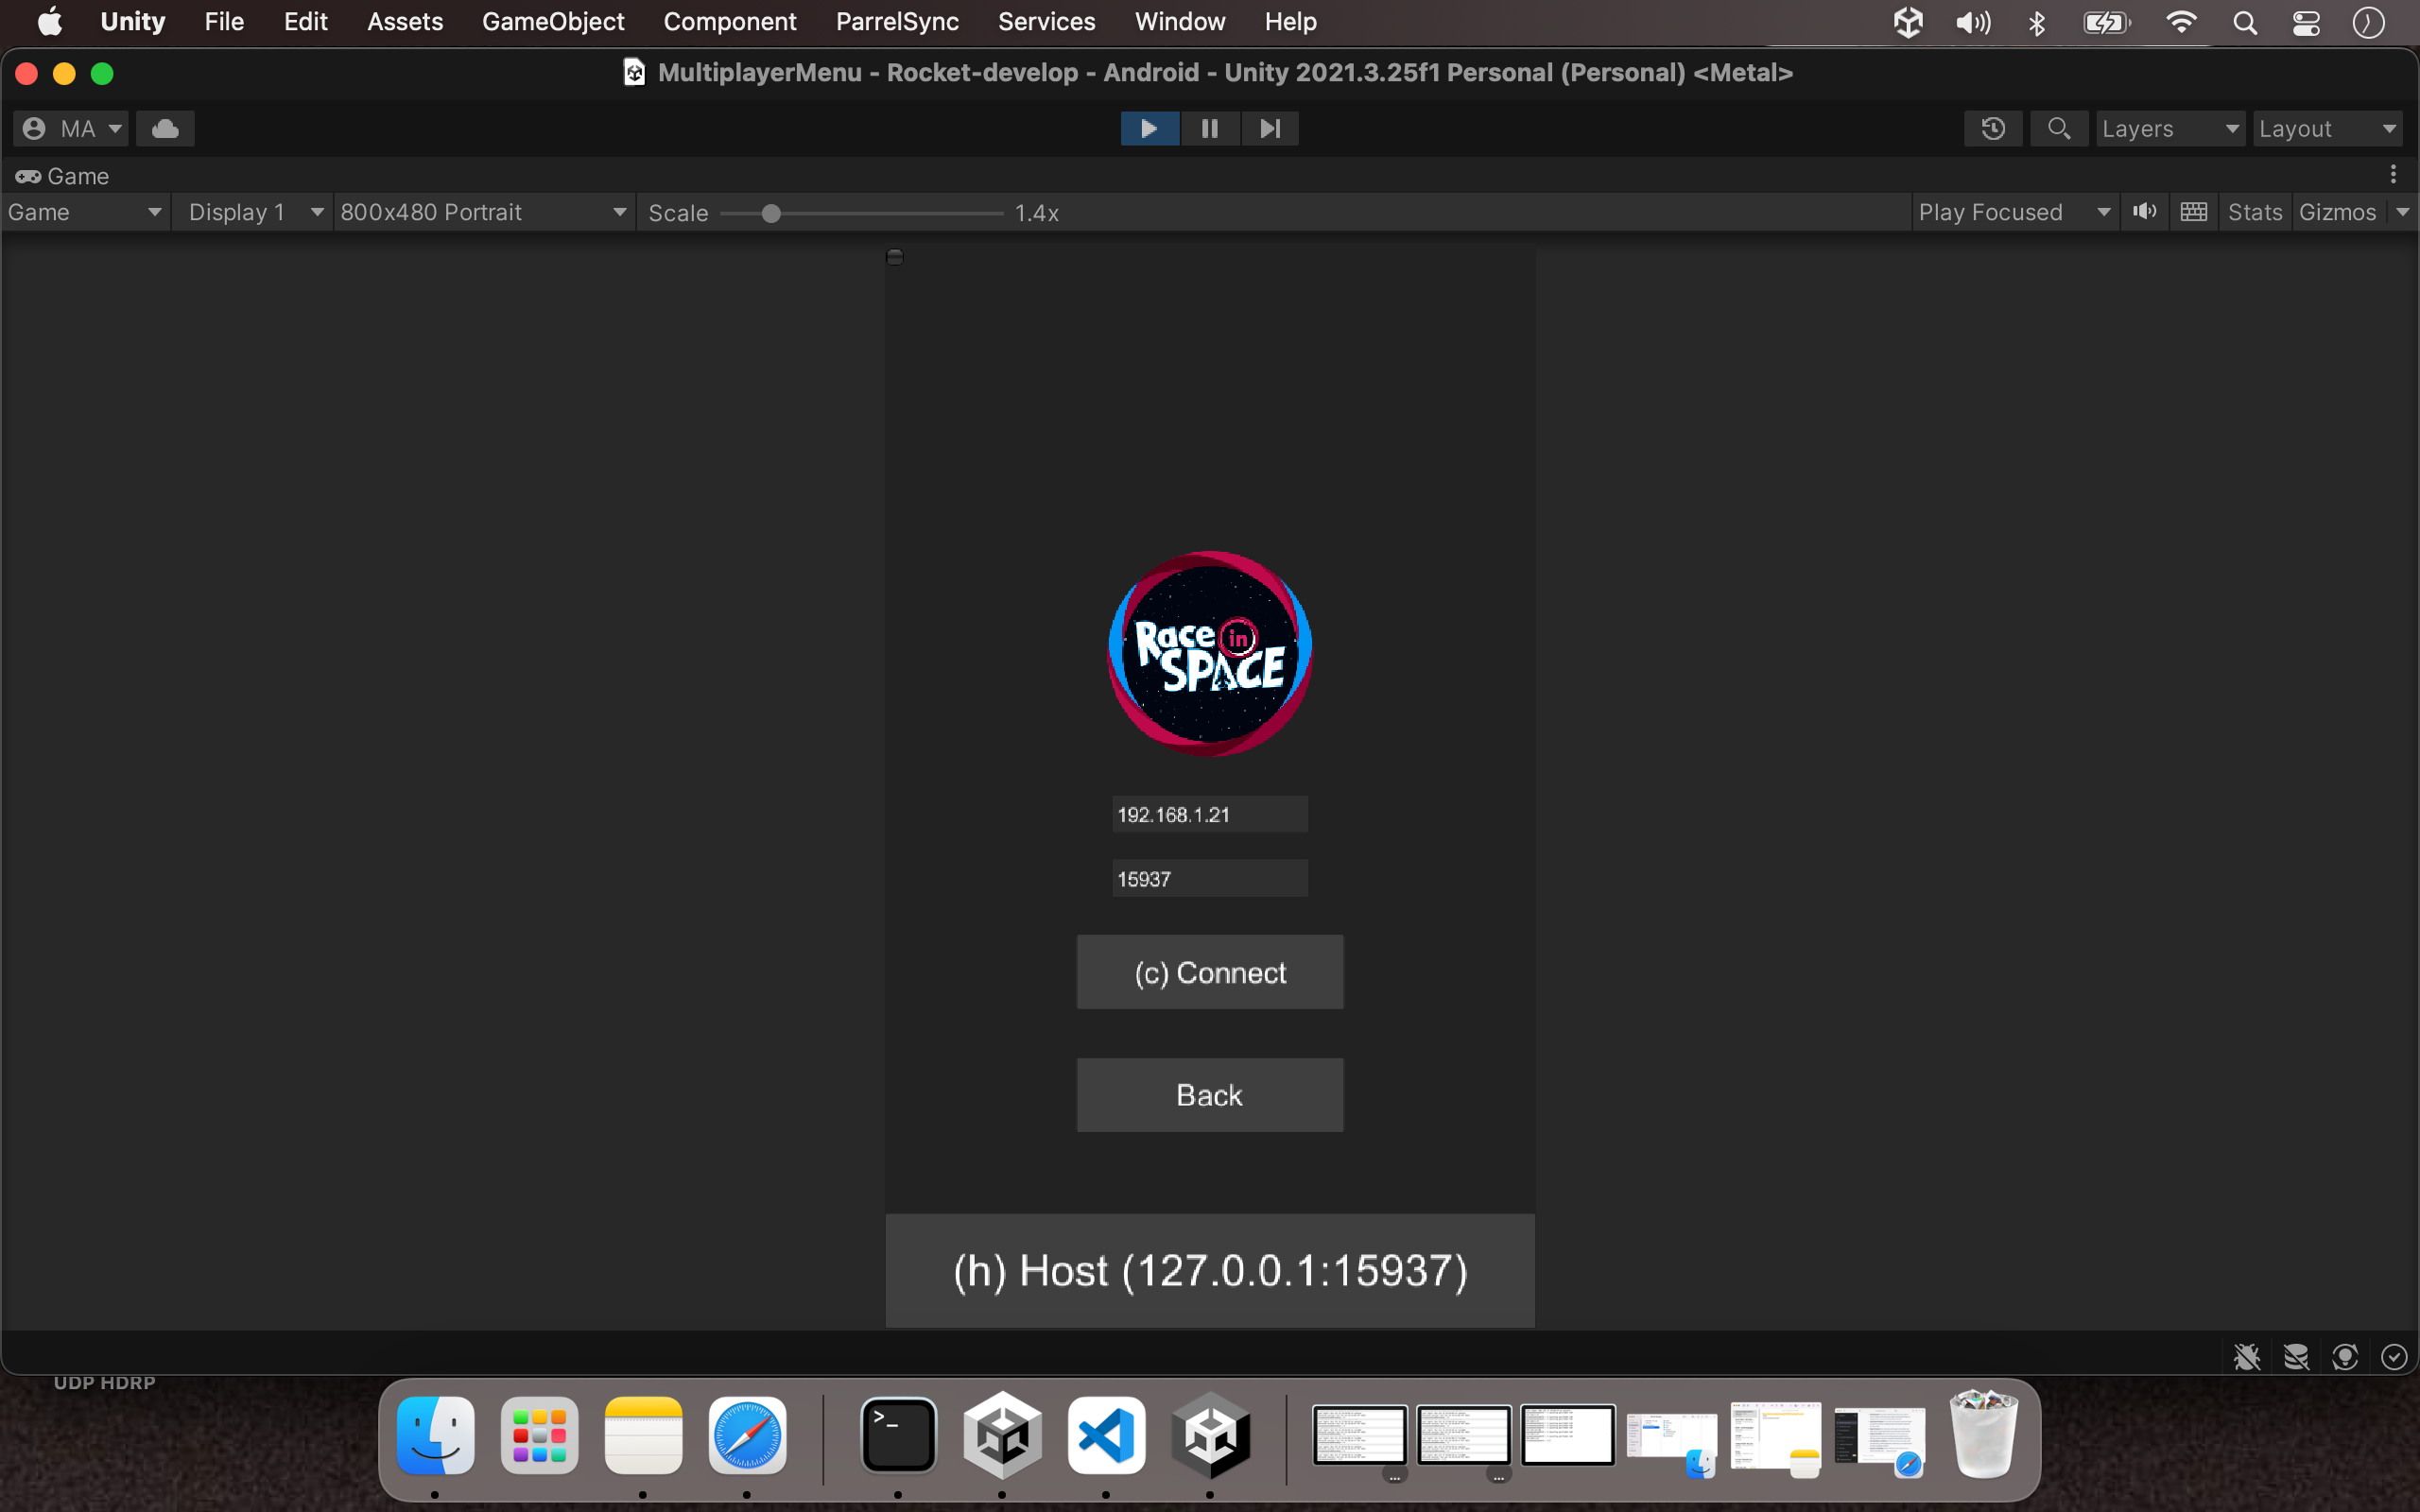 Unity File Edit Assets GameObject Component ParrelSync Services Window Help
MultiplayerMenu - Rocket-develop - Android - Unity 2021.3.25f1 Personal (Personal) <Metal>
MA Layers Layout
Game
Game Display 1 800x480 Portrait Scale 1.4x Play Focused Stats Gizmos
Race in
SPACE
192.168.1.21
15937
(c) Connect
Back
(h) Host (127.0.0.1:15937)
UDP HDRP